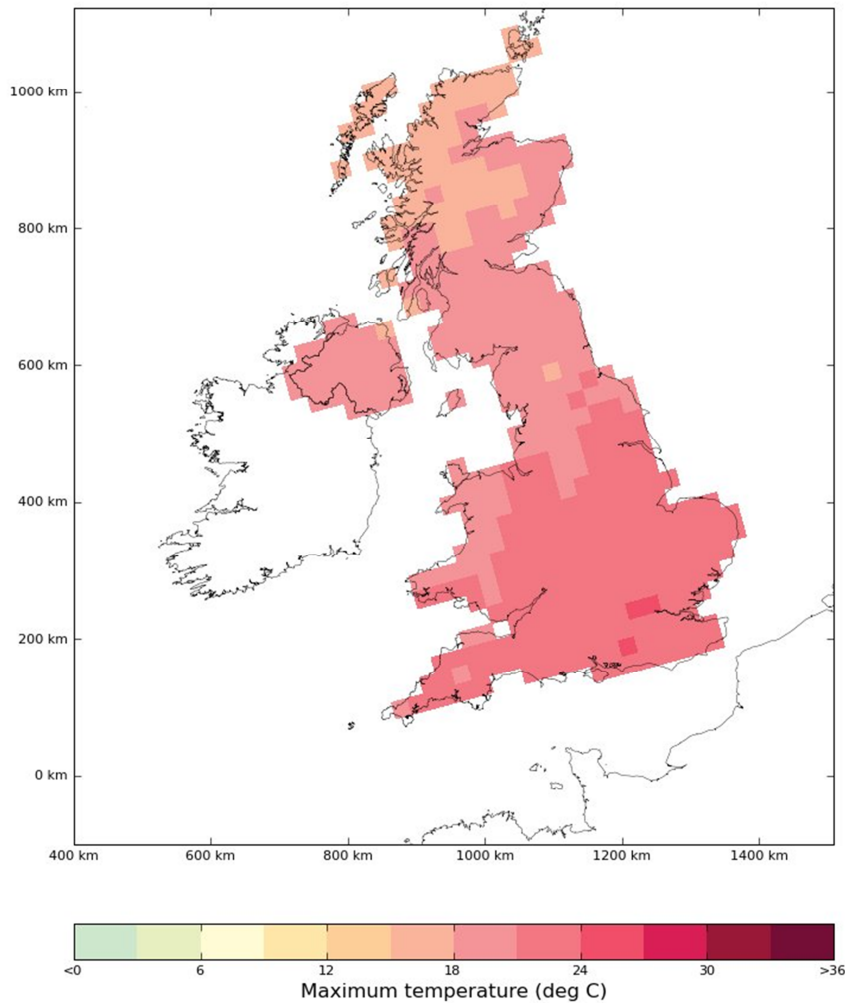 1000 km
800 km
600 km
400 km
200 km
0 km
400 km 600 km 800 km 1000 km 1200 km 1400 km
<0 6 12 18 24 30 >36
Maximum temperature (deg C)